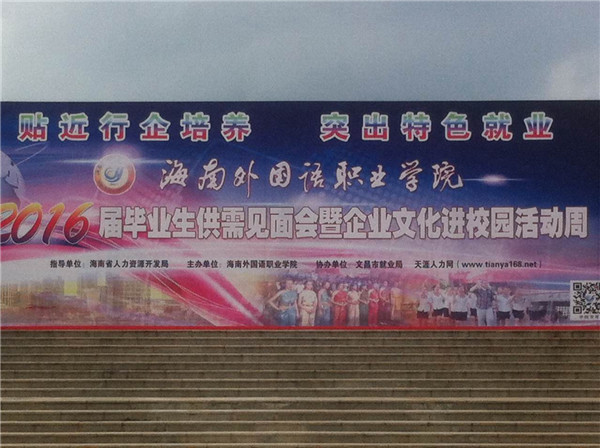 贴近行企培养 突出特色就业
海南外国语职业学院
2016届毕业生供需见面会暨企业文化进校园活动周
指导单位：海南省人力资源开发局 主办单位：海南外国语职业学院 协办单位：文昌市就业局 天涯人力网（www.tianya168.net）